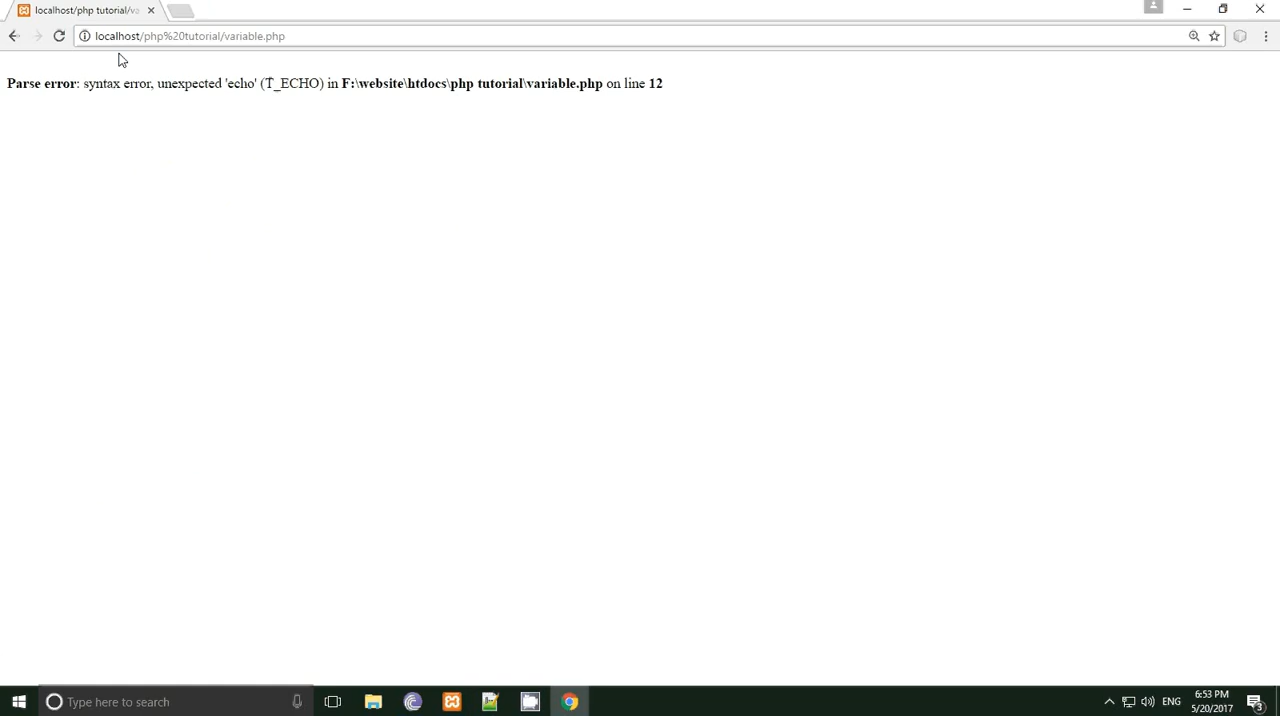 localhost/php tutorial/va
localhost/php%20tutorial/variable.php
Parse error: syntax error, unexpected 'echo' (T_ECHO) in F:\website\htdocs\php tutorial\variable.php on line 12
Type here to search
ENG
6:53 PM
5/20/2017
3